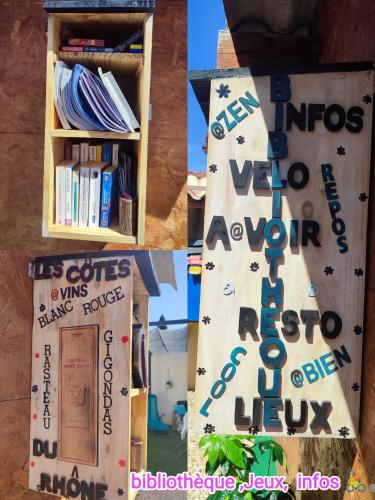 @ZEN
BIBLIOTHEQUE
INFOS
VELO
REPOS
A@VOIR
RESTO
COOL
@BIEN
LIEUX
LES CÔTES
@VINS
BLANC ROUGE
RASTEAU
GIGONDAS
DU
RHÔNE
bibliothèque ,Jeux, infos